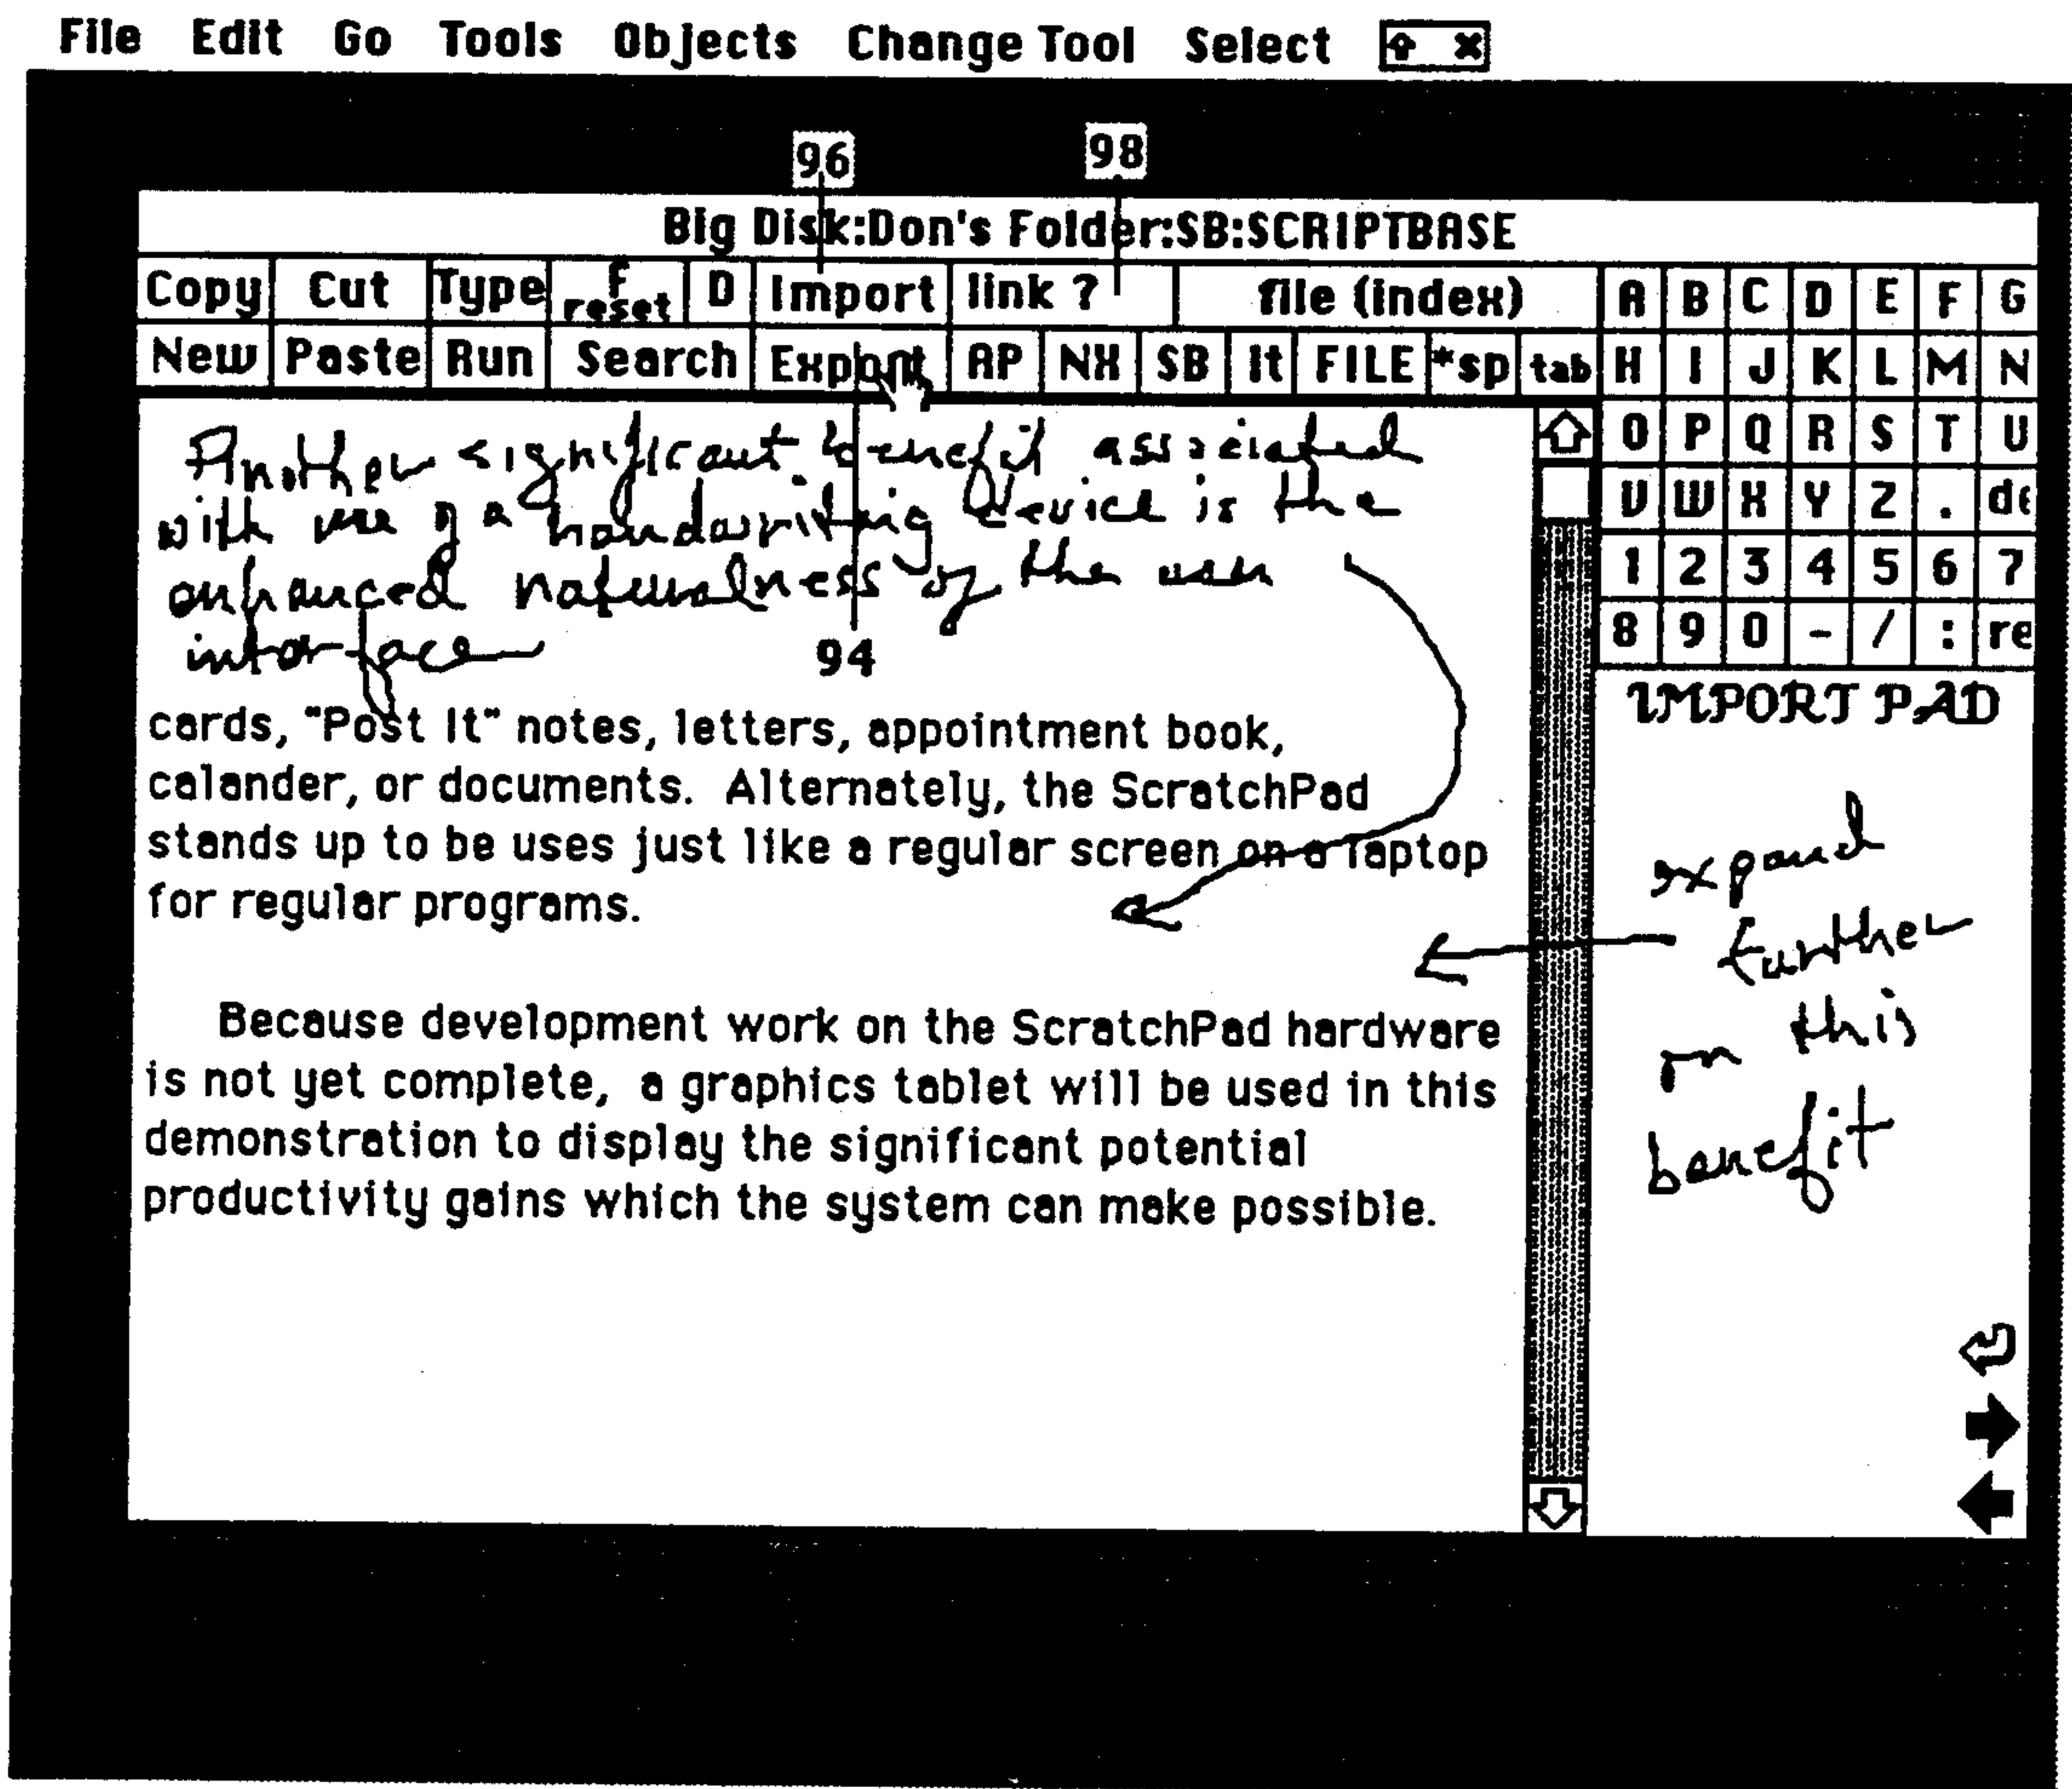 File Edit Go Tools Objects Change Tool Select
96 98
Big Disk:Don's Folder:SB:SCRIPTBASE
Copy Cut Type F reset D Import link ? file (index) A B C D E F G
New Paste Run Search Export AP NX SB It FILE *sp tab H I J K L M N
O P Q R S T U
V W X Y Z .
1 2 3 4 5 6 7
8 9 0 - / : re
Another significant benefit associated
with use of a handwriting device is the
enhanced naturalness of the user
interface
94
IMPORT PAD
cards, "Post It" notes, letters, appointment book,
calander, or documents. Alternately, the ScratchPad
stands up to be uses just like a regular screen on a laptop
for regular programs.
expand
further
on this
benefit
Because development work on the ScratchPad hardware
is not yet complete, a graphics tablet will be used in this
demonstration to display the significant potential
productivity gains which the system can make possible.